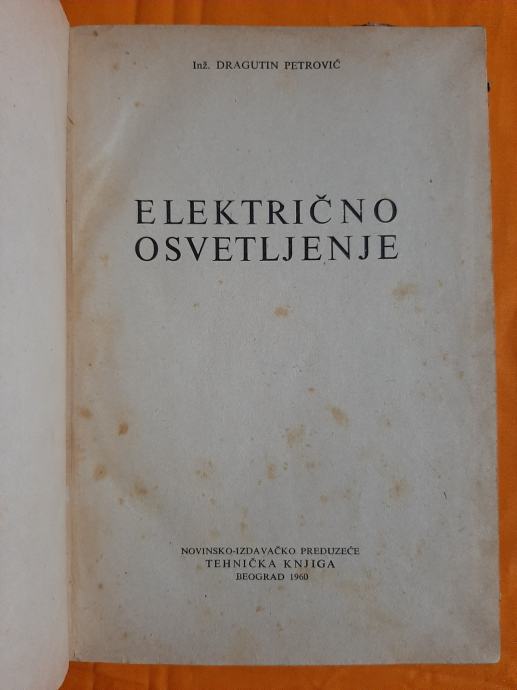 Inž. DRAGUTIN PETROVIĆ
ELEKTRIČNO
OSVETLJENJE
NOVINSKO-IZDAVAČKO PREDUZEĆE
TEHNIČKA KNJIGA
BEOGRAD 1960